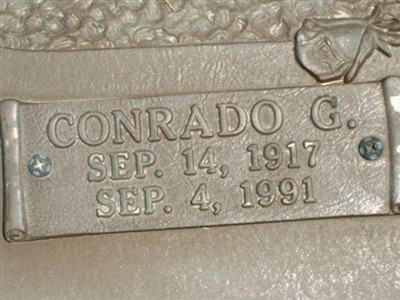 CONRADO G.
SEP. 14, 1917
SEP. 4, 1991